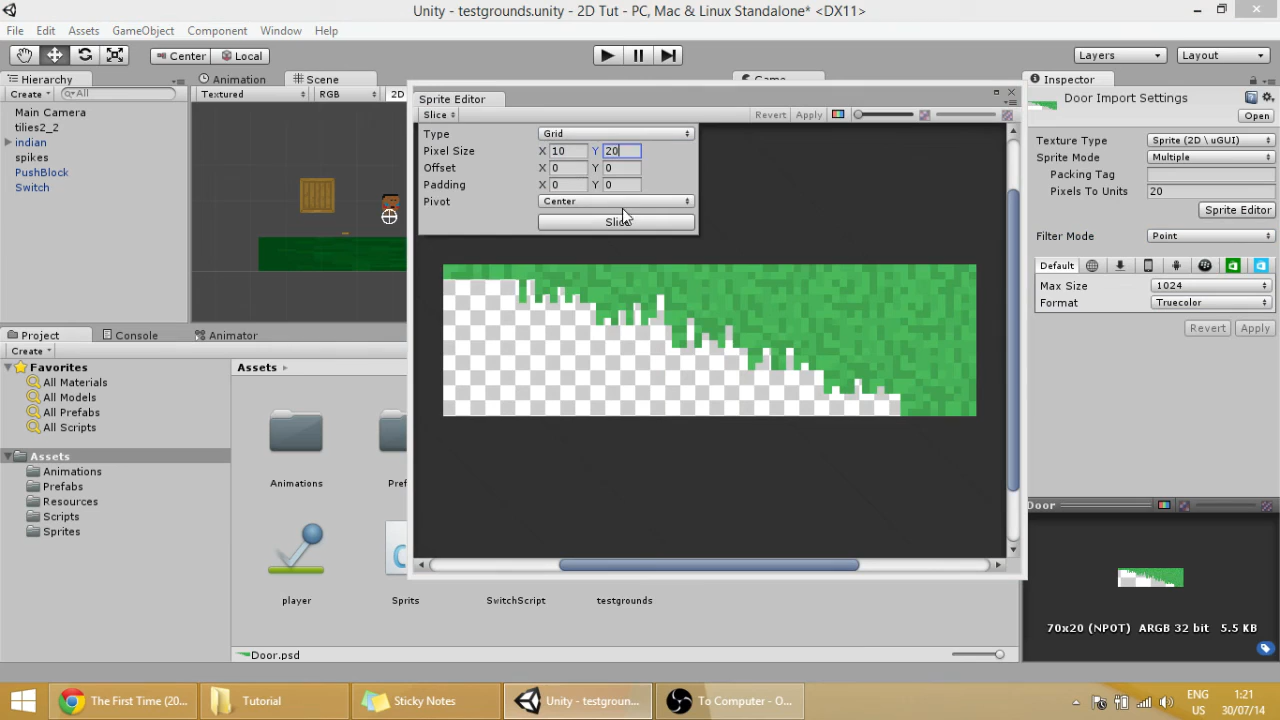 Unity - testgrounds.unity - 2D Tut - PC, Mac & Linux Standalone* <DX11>
File Edit Assets GameObject Component Window Help
Center Local Layers Layout
Hierarchy Animation Scene Game Inspector
Create All Textured RGB 2D
Main Camera
tilies2_2
indian
spikes
PushBlock
Switch
Sprite Editor
Slice Revert Apply
Type Grid
Pixel Size X 10 Y 20
Offset X 0 Y 0
Padding X 0 Y 0
Pivot Center
Slice
Door Import Settings
Open
Texture Type Sprite (2D \ uGUI)
Sprite Mode Multiple
Packing Tag
Pixels To Units 20
Sprite Editor
Filter Mode Point
Default
Max Size 1024
Format Truecolor
Revert Apply
Project Console Animator
Create
Favorites
All Materials
All Models
All Prefabs
All Scripts
Assets
Animations
Prefabs
Resources
Scripts
Sprites
Assets
Animations Pref
player Sprits SwitchScript testgrounds
Door.psd
Door
70x20 (NPOT) ARGB 32 bit 5.5 KB
The First Time (20... Tutorial Sticky Notes Unity - testgroun... To Computer - O...
ENG
US
1:21
30/07/14